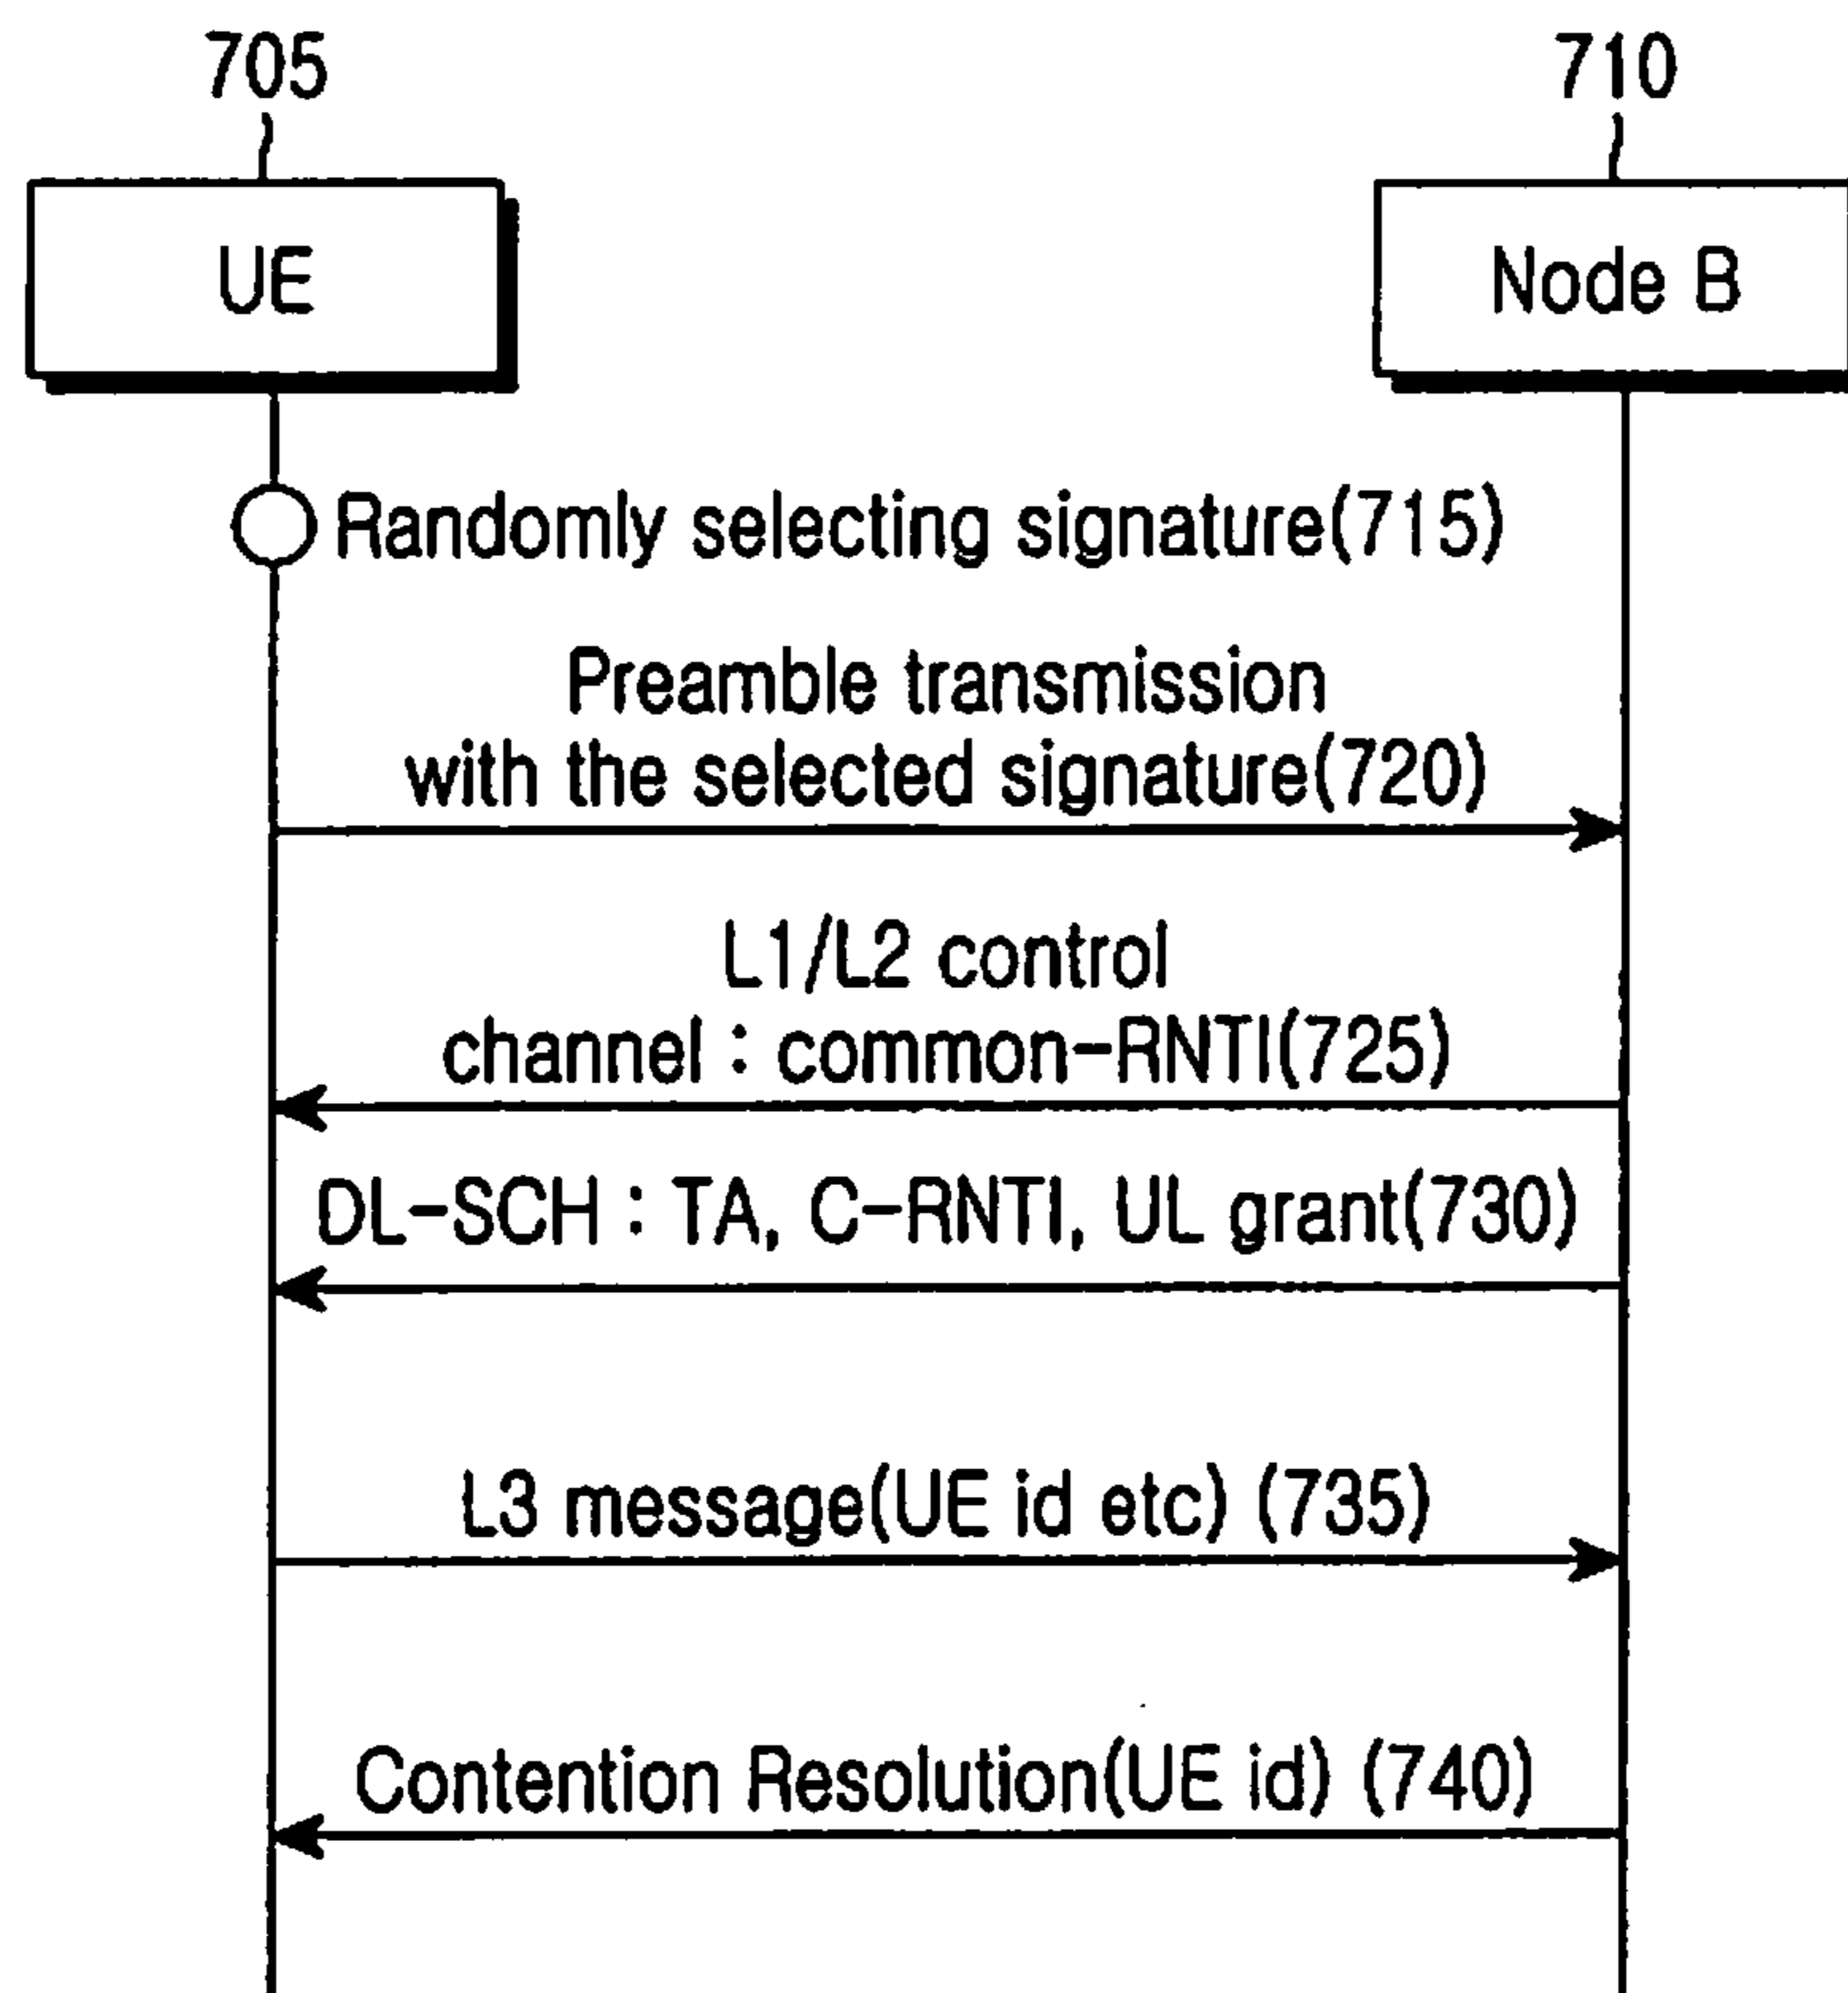 705
710
UE
Node B
Randomly selecting signature(715)
Preamble transmission
with the selected signature(720)
L1/L2 control
channel : common-RNTI(725)
DL-SCH : TA, C-RNTI, UL grant(730)
L3 message(UE id etc) (735)
Contention Resolution(UE id) (740)